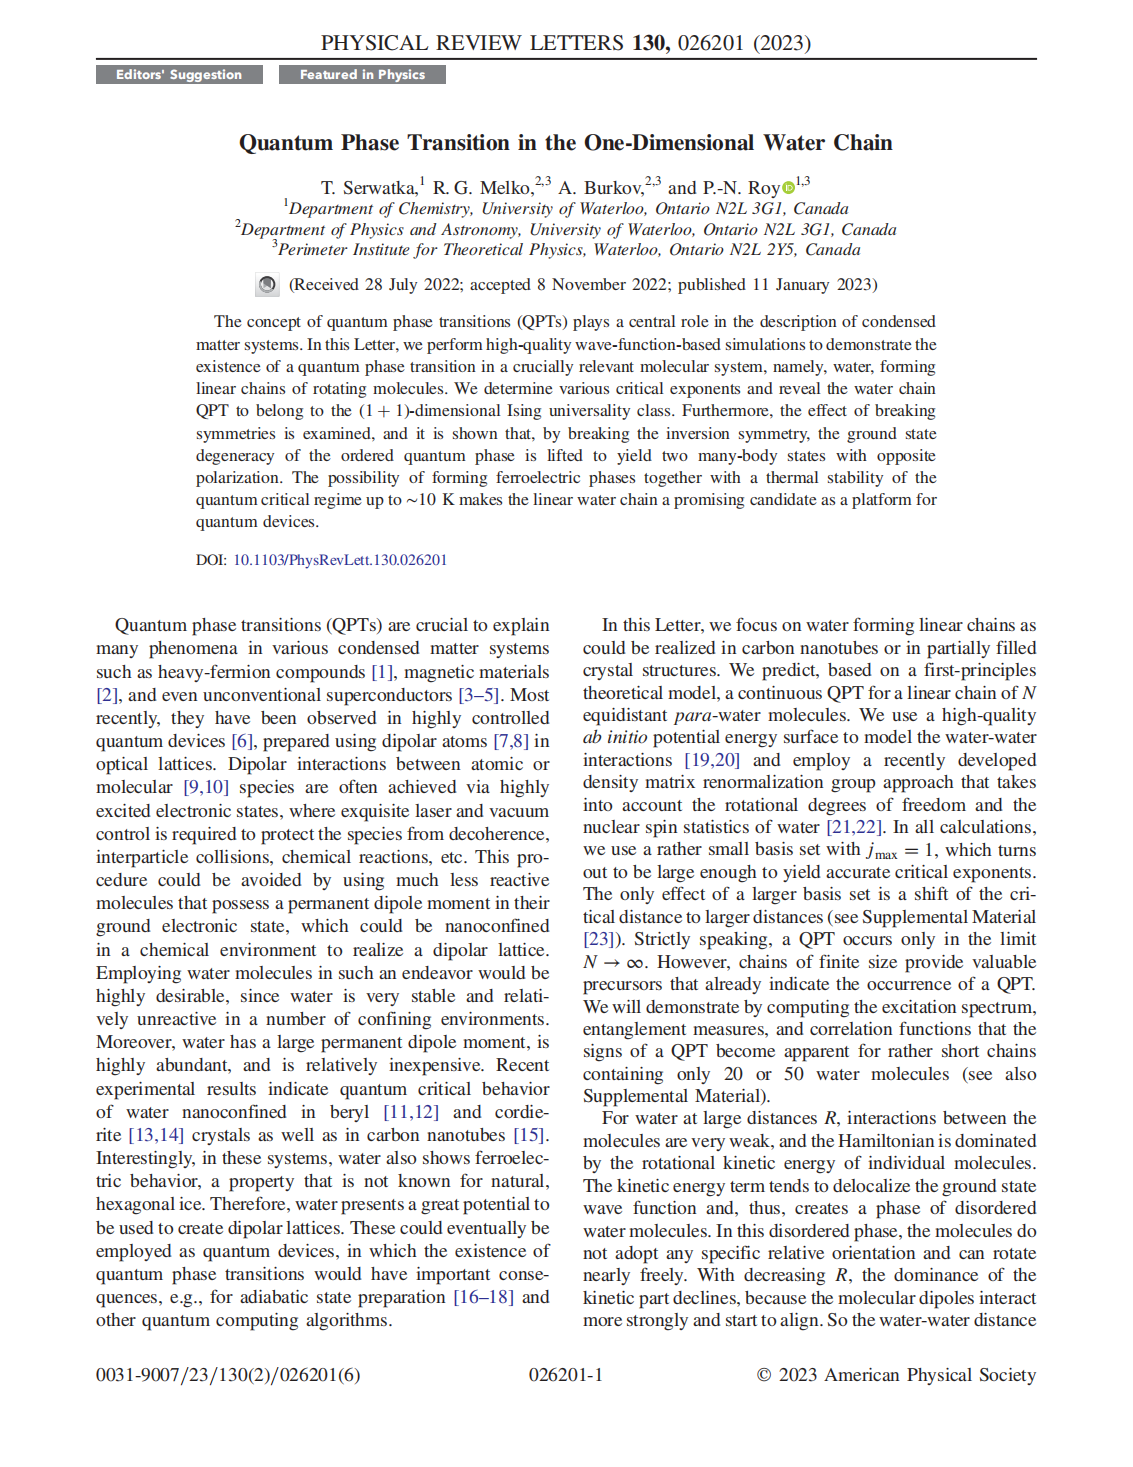 PHYSICAL REVIEW LETTERS 130, 026201 (2023)
Editors' Suggestion
Featured in Physics
Quantum Phase Transition in the One-Dimensional Water Chain
T. Serwatka,1 R. G. Melko,2,3 A. Burkov,2,3 and P.-N. Roy 1,3
1Department of Chemistry, University of Waterloo, Ontario N2L 3G1, Canada
2Department of Physics and Astronomy, University of Waterloo, Ontario N2L 3G1, Canada
3Perimeter Institute for Theoretical Physics, Waterloo, Ontario N2L 2Y5, Canada
(Received 28 July 2022; accepted 8 November 2022; published 11 January 2023)
The concept of quantum phase transitions (QPTs) plays a central role in the description of condensed
matter systems. In this Letter, we perform high-quality wave-function-based simulations to demonstrate the
existence of a quantum phase transition in a crucially relevant molecular system, namely, water, forming
linear chains of rotating molecules. We determine various critical exponents and reveal the water chain
QPT to belong to the (1 + 1)-dimensional Ising universality class. Furthermore, the effect of breaking
symmetries is examined, and it is shown that, by breaking the inversion symmetry, the ground state
degeneracy of the ordered quantum phase is lifted to yield two many-body states with opposite
polarization. The possibility of forming ferroelectric phases together with a thermal stability of the
quantum critical regime up to ~10 K makes the linear water chain a promising candidate as a platform for
quantum devices.
DOI: 10.1103/PhysRevLett.130.026201
Quantum phase transitions (QPTs) are crucial to explain
many phenomena in various condensed matter systems
such as heavy-fermion compounds [1], magnetic materials
[2], and even unconventional superconductors [3–5]. Most
recently, they have been observed in highly controlled
quantum devices [6], prepared using dipolar atoms [7,8] in
optical lattices. Dipolar interactions between atomic or
molecular [9,10] species are often achieved via highly
excited electronic states, where exquisite laser and vacuum
control is required to protect the species from decoherence,
interparticle collisions, chemical reactions, etc. This pro-
cedure could be avoided by using much less reactive
molecules that possess a permanent dipole moment in their
ground electronic state, which could be nanoconfined
in a chemical environment to realize a dipolar lattice.
Employing water molecules in such an endeavor would be
highly desirable, since water is very stable and relati-
vely unreactive in a number of confining environments.
Moreover, water has a large permanent dipole moment, is
highly abundant, and is relatively inexpensive. Recent
experimental results indicate quantum critical behavior
of water nanoconfined in beryl [11,12] and cordie-
rite [13,14] crystals as well as in carbon nanotubes [15].
Interestingly, in these systems, water also shows ferroelec-
tric behavior, a property that is not known for natural,
hexagonal ice. Therefore, water presents a great potential to
be used to create dipolar lattices. These could eventually be
employed as quantum devices, in which the existence of
quantum phase transitions would have important conse-
quences, e.g., for adiabatic state preparation [16–18] and
other quantum computing algorithms.
In this Letter, we focus on water forming linear chains as
could be realized in carbon nanotubes or in partially filled
crystal structures. We predict, based on a first-principles
theoretical model, a continuous QPT for a linear chain of N
equidistant para-water molecules. We use a high-quality
ab initio potential energy surface to model the water-water
interactions [19,20] and employ a recently developed
density matrix renormalization group approach that takes
into account the rotational degrees of freedom and the
nuclear spin statistics of water [21,22]. In all calculations,
we use a rather small basis set with jmax = 1, which turns
out to be large enough to yield accurate critical exponents.
The only effect of a larger basis set is a shift of the cri-
tical distance to larger distances (see Supplemental Material
[23]). Strictly speaking, a QPT occurs only in the limit
N → ∞. However, chains of finite size provide valuable
precursors that already indicate the occurrence of a QPT.
We will demonstrate by computing the excitation spectrum,
entanglement measures, and correlation functions that the
signs of a QPT become apparent for rather short chains
containing only 20 or 50 water molecules (see also
Supplemental Material).
For water at large distances R, interactions between the
molecules are very weak, and the Hamiltonian is dominated
by the rotational kinetic energy of individual molecules.
The kinetic energy term tends to delocalize the ground state
wave function and, thus, creates a phase of disordered
water molecules. In this disordered phase, the molecules do
not adopt any specific relative orientation and can rotate
nearly freely. With decreasing R, the dominance of the
kinetic part declines, because the molecular dipoles interact
more strongly and start to align. So the water-water distance
0031-9007/23/130(2)/026201(6)
026201-1
© 2023 American Physical Society